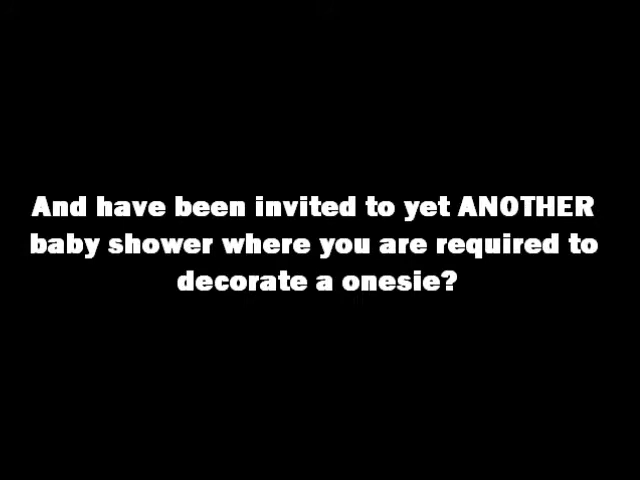 And have been invited to yet ANOTHER
baby shower where you are required to
decorate a onesie?